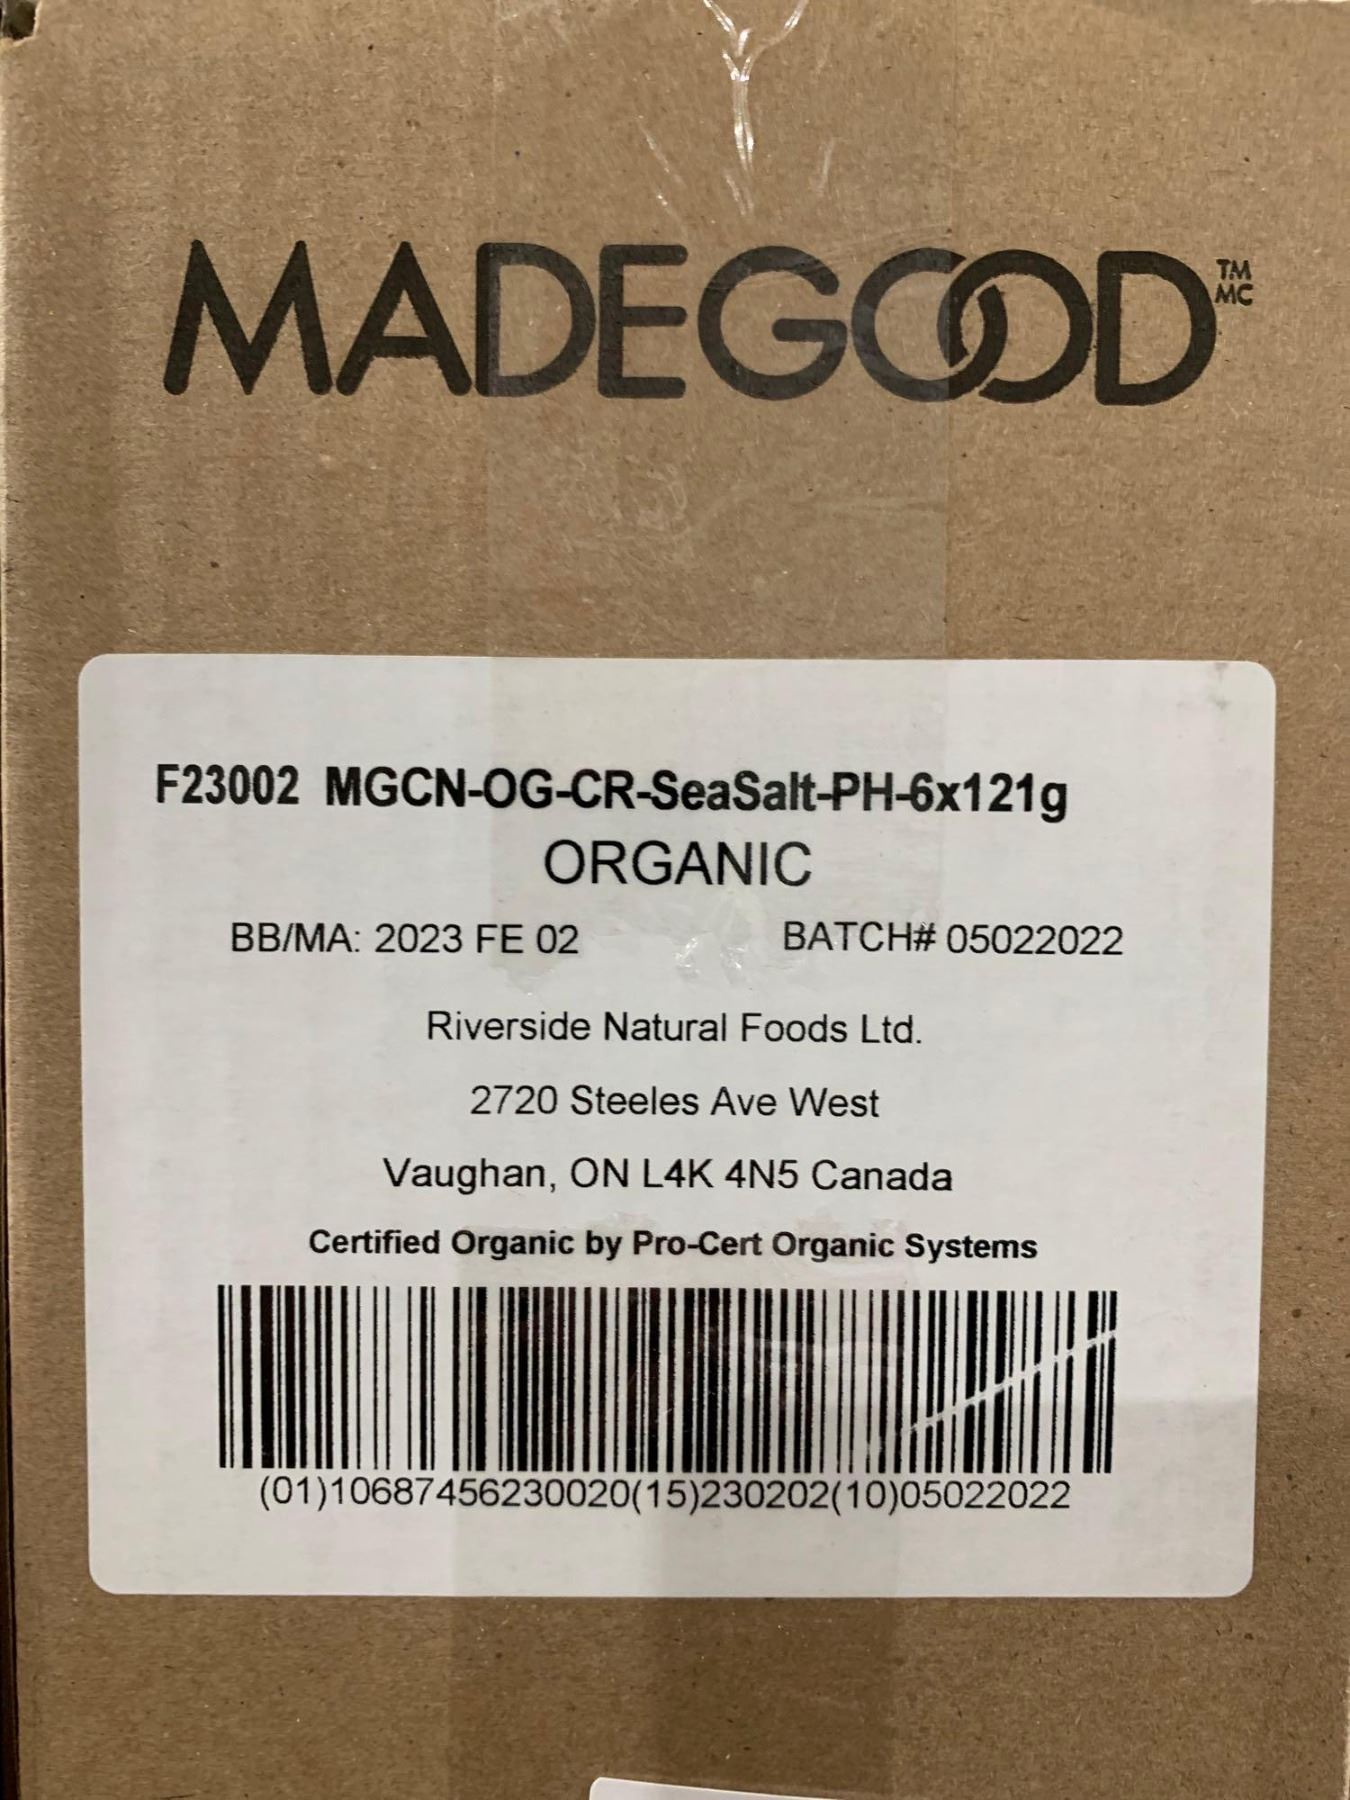 MADEGOOD TM
MC
F23002 MGCN-OG-CR-SeaSalt-PH-6x121g
ORGANIC
BB/MA: 2023 FE 02 BATCH# 05022022
Riverside Natural Foods Ltd.
2720 Steeles Ave West
Vaughan, ON L4K 4N5 Canada
Certified Organic by Pro-Cert Organic Systems
(01)10687456230020(15)230202(10)05022022